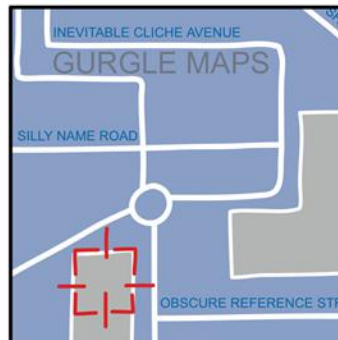 INEVITABLE CLICHE AVENUE
GURGLE MAPS
SILLY NAME ROAD
OBSCURE REFERENCE STR